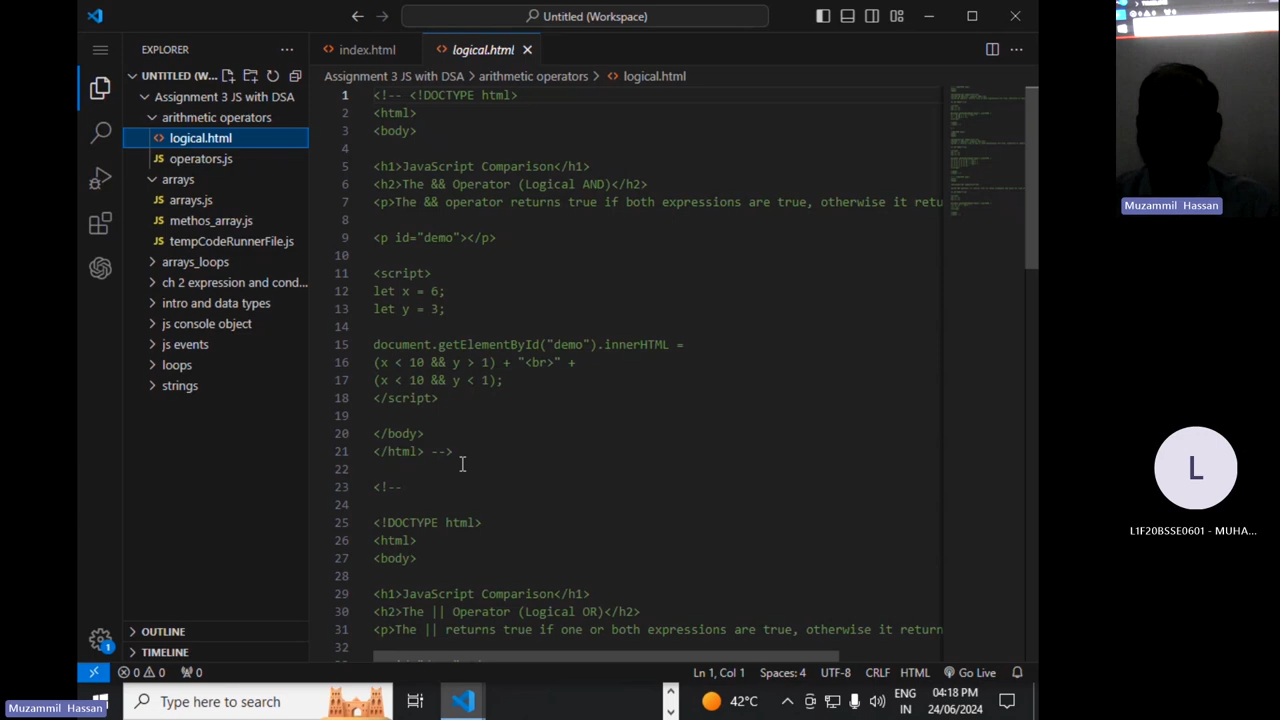 Untitled (Workspace)
EXPLORER
index.html
logical.html
UNTITLED (W...
Assignment 3 JS with DSA > arithmetic operators > logical.html
Assignment 3 JS with DSA
arithmetic operators
logical.html
JS operators.js
arrays
JS arrays.js
JS methos_array.js
JS tempCodeRunnerFile.js
arrays_loops
ch 2 expression and cond...
intro and data types
js console object
js events
loops
strings
OUTLINE
TIMELINE
1 <!-- <!DOCTYPE html>
2 <html>
3 <body>
4
5 <h1>JavaScript Comparison</h1>
6 <h2>The && Operator (Logical AND)</h2>
7 <p>The && operator returns true if both expressions are true, otherwise it retu
8
9 <p id="demo"></p>
10
11 <script>
12 let x = 6;
13 let y = 3;
14
15 document.getElementById("demo").innerHTML =
16 (x < 10 && y > 1) + "<br>" +
17 (x < 10 && y < 1);
18 </script>
19
20 </body>
21 </html> -->
22
23 <!--
24
25 <!DOCTYPE html>
26 <html>
27 <body>
28
29 <h1>JavaScript Comparison</h1>
30 <h2>The || Operator (Logical OR)</h2>
31 <p>The || returns true if one or both expressions are true, otherwise it return
32
1
0 0 0
Ln 1, Col 1 Spaces: 4 UTF-8 CRLF HTML Go Live
Type here to search
42°C
ENG
IN
04:18 PM
24/06/2024
Muzammil Hassan
Muzammil Hassan
L
L1F20BSSE0601 - MUHA...